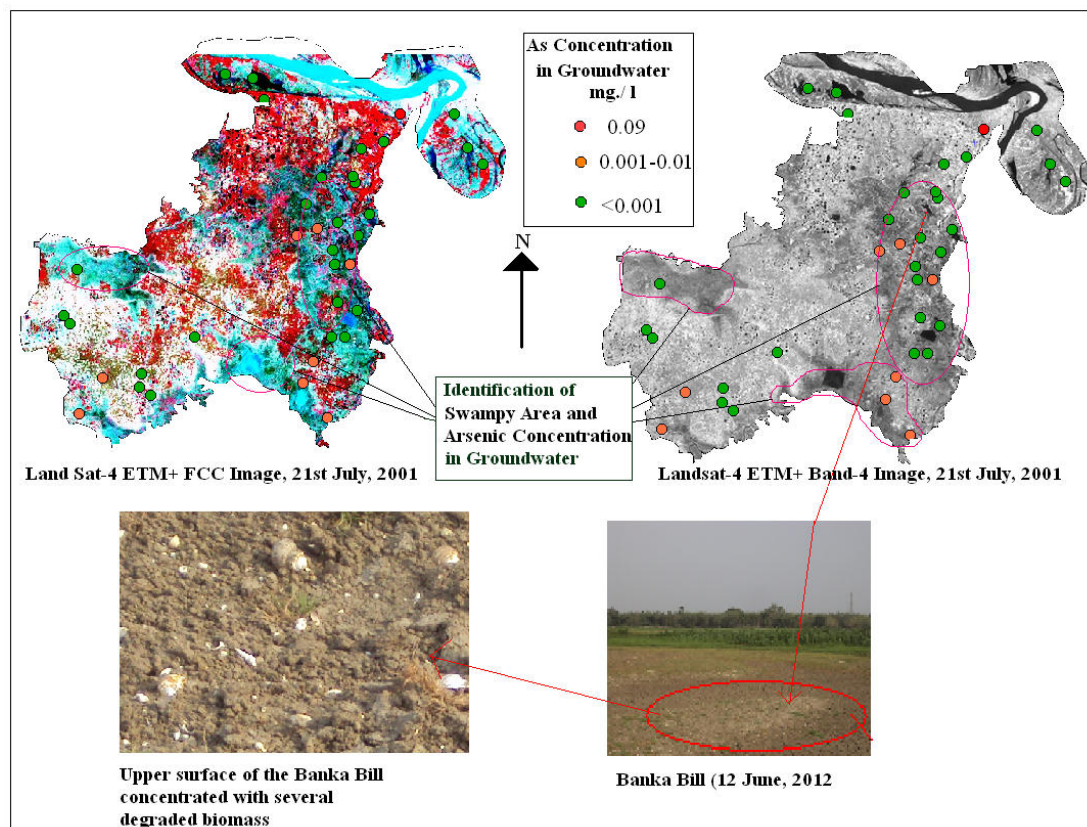 As Concentration
in Groundwater
mg./ l
0.09
0.001-0.01
<0.001
N
Identification of
Swampy Area and
Arsenic Concentration
in Groundwater
Land Sat-4 ETM+ FCC Image, 21st July, 2001
Landsat-4 ETM+ Band-4 Image, 21st July, 2001
Upper surface of the Banka Bill
concentrated with several
degraded biomass
Banka Bill (12 June, 2012